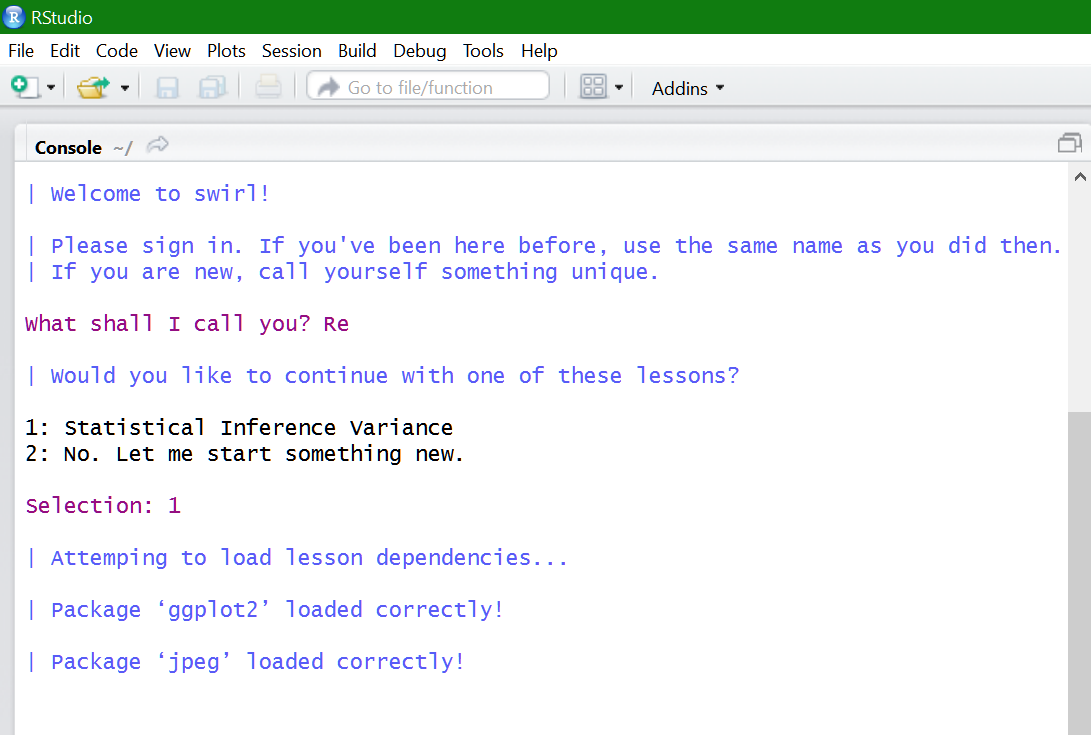 RStudio
File Edit Code View Plots Session Build Debug Tools Help
Go to file/function Addins
Console ~/
| Welcome to swirl!
| Please sign in. If you've been here before, use the same name as you did then.
| If you are new, call yourself something unique.
What shall I call you? Re
| Would you like to continue with one of these lessons?
1: Statistical Inference Variance
2: No. Let me start something new.
Selection: 1
| Attemping to load lesson dependencies...
| Package ‘ggplot2’ loaded correctly!
| Package ‘jpeg’ loaded correctly!